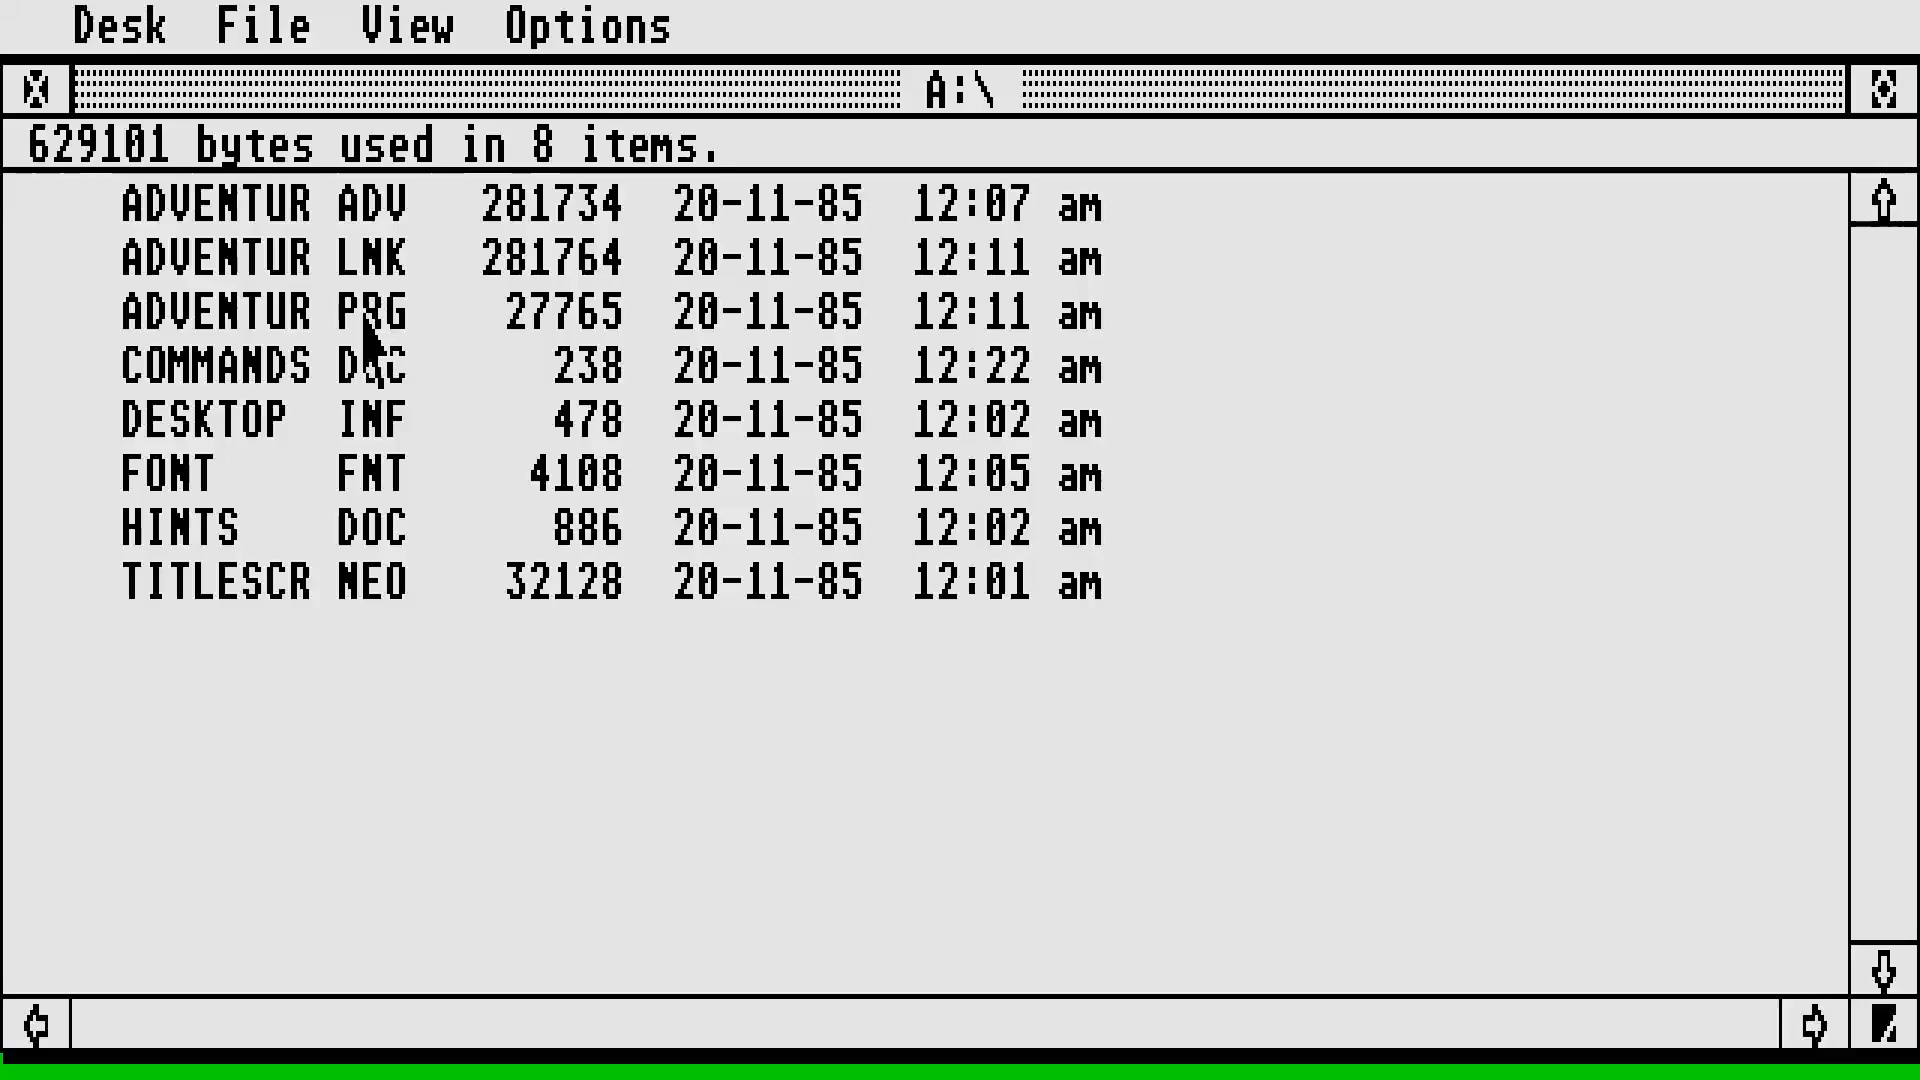 Desk File View Options
A:\
629101 bytes used in 8 items.
ADVENTUR ADV 281734 20-11-85 12:07 am
ADVENTUR LNK 281764 20-11-85 12:11 am
ADVENTUR PRG 27765 20-11-85 12:11 am
COMMANDS DOC 238 20-11-85 12:22 am
DESKTOP INF 478 20-11-85 12:02 am
FONT FNT 4108 20-11-85 12:05 am
HINTS DOC 886 20-11-85 12:02 am
TITLESCR NEO 32128 20-11-85 12:01 am